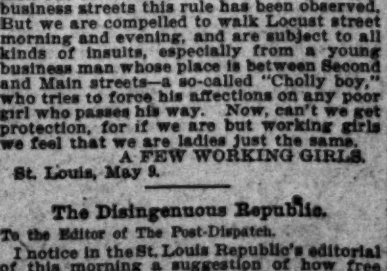 business streets this rule has been observed.
But we are compelled to walk Locust street
morning and evening, and are subject to all
kinds of insults, especially from a young
business man whose place is between Second
and Main streets—a so-called "Cholly boy,"
who tries to force his affections on any poor
girl who passes his way. Now, can't we get
protection, for if we are but working girls
we feel that we are ladies just the same.
A FEW WORKING GIRLS.
St. Louis, May 9.
The Disingenuous Republic.
To the Editor of The Post-Dispatch.
I notice in the St. Louis Republic's editorial
of this morning a suggestion of how free